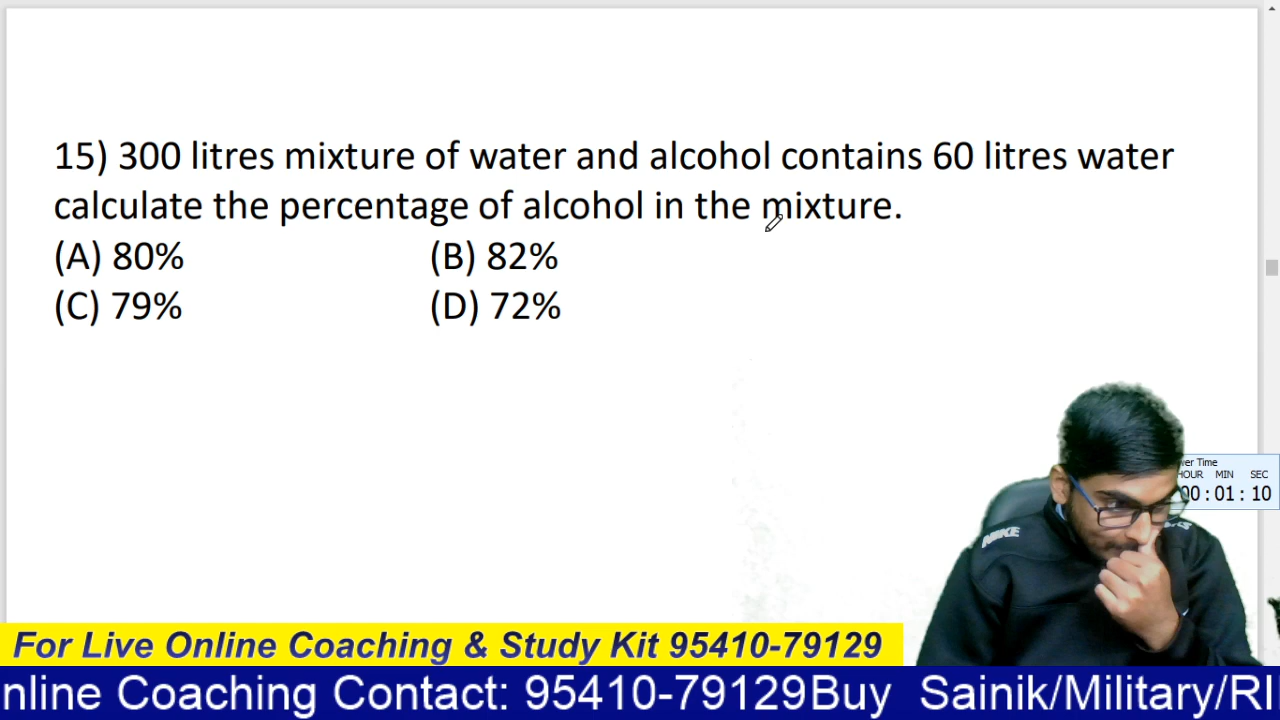 15) 300 litres mixture of water and alcohol contains 60 litres water
calculate the percentage of alcohol in the mixture.
(A) 80% (B) 82%
(C) 79% (D) 72%
NIKE
HOUR MIN SEC
00 : 01 : 10
For Live Online Coaching & Study Kit 95410-79129
nline Coaching Contact: 95410-79129Buy Sainik/Military/RI